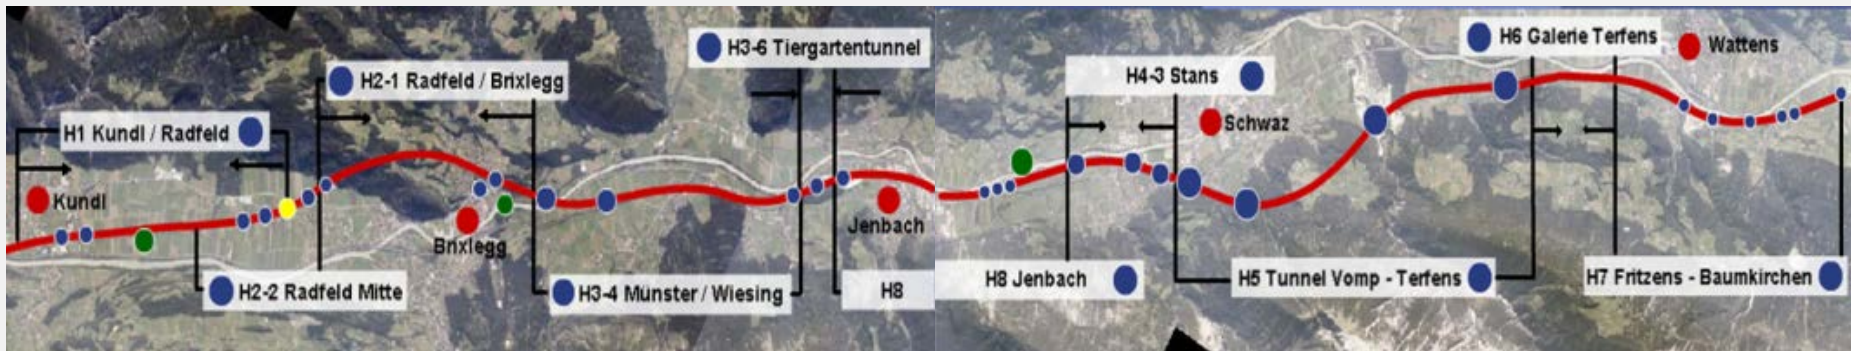 H3-6 Tiergartentunnel
H2-1 Radfeld / Brixlegg
H1 Kundl / Radfeld
Kundl
Brixlegg
Jenbach
H2-2 Radfeld Mitte
H3-4 Münster / Wiesing
H8
H6 Galerie Terfens
Wattens
H4-3 Stans
Schwaz
H8 Jenbach
H5 Tunnel Vomp - Terfens
H7 Fritzens - Baumkirchen